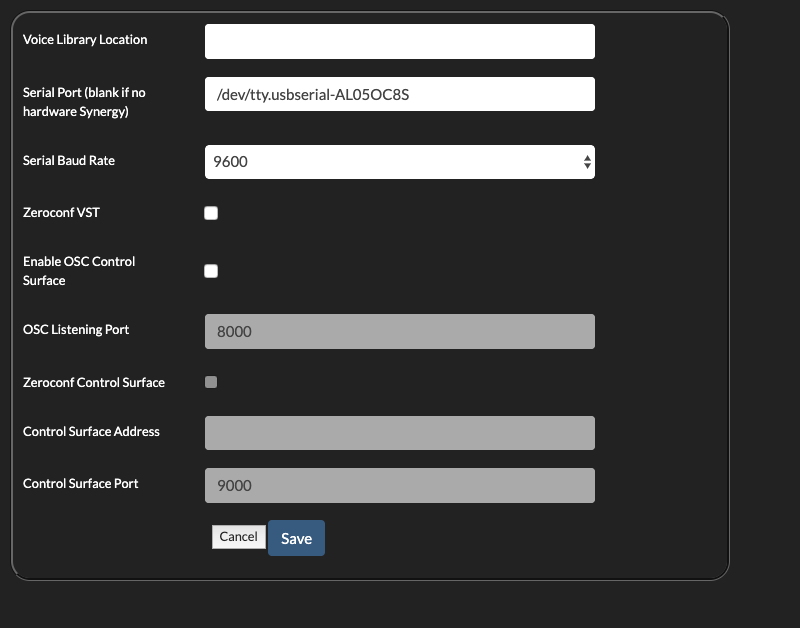 Voice Library Location
Serial Port (blank if no
hardware Synergy)
/dev/tty.usbserial-AL05OC8S
Serial Baud Rate
9600
Zeroconf VST
Enable OSC Control
Surface
OSC Listening Port
8000
Zeroconf Control Surface
Control Surface Address
Control Surface Port
9000
Cancel
Save